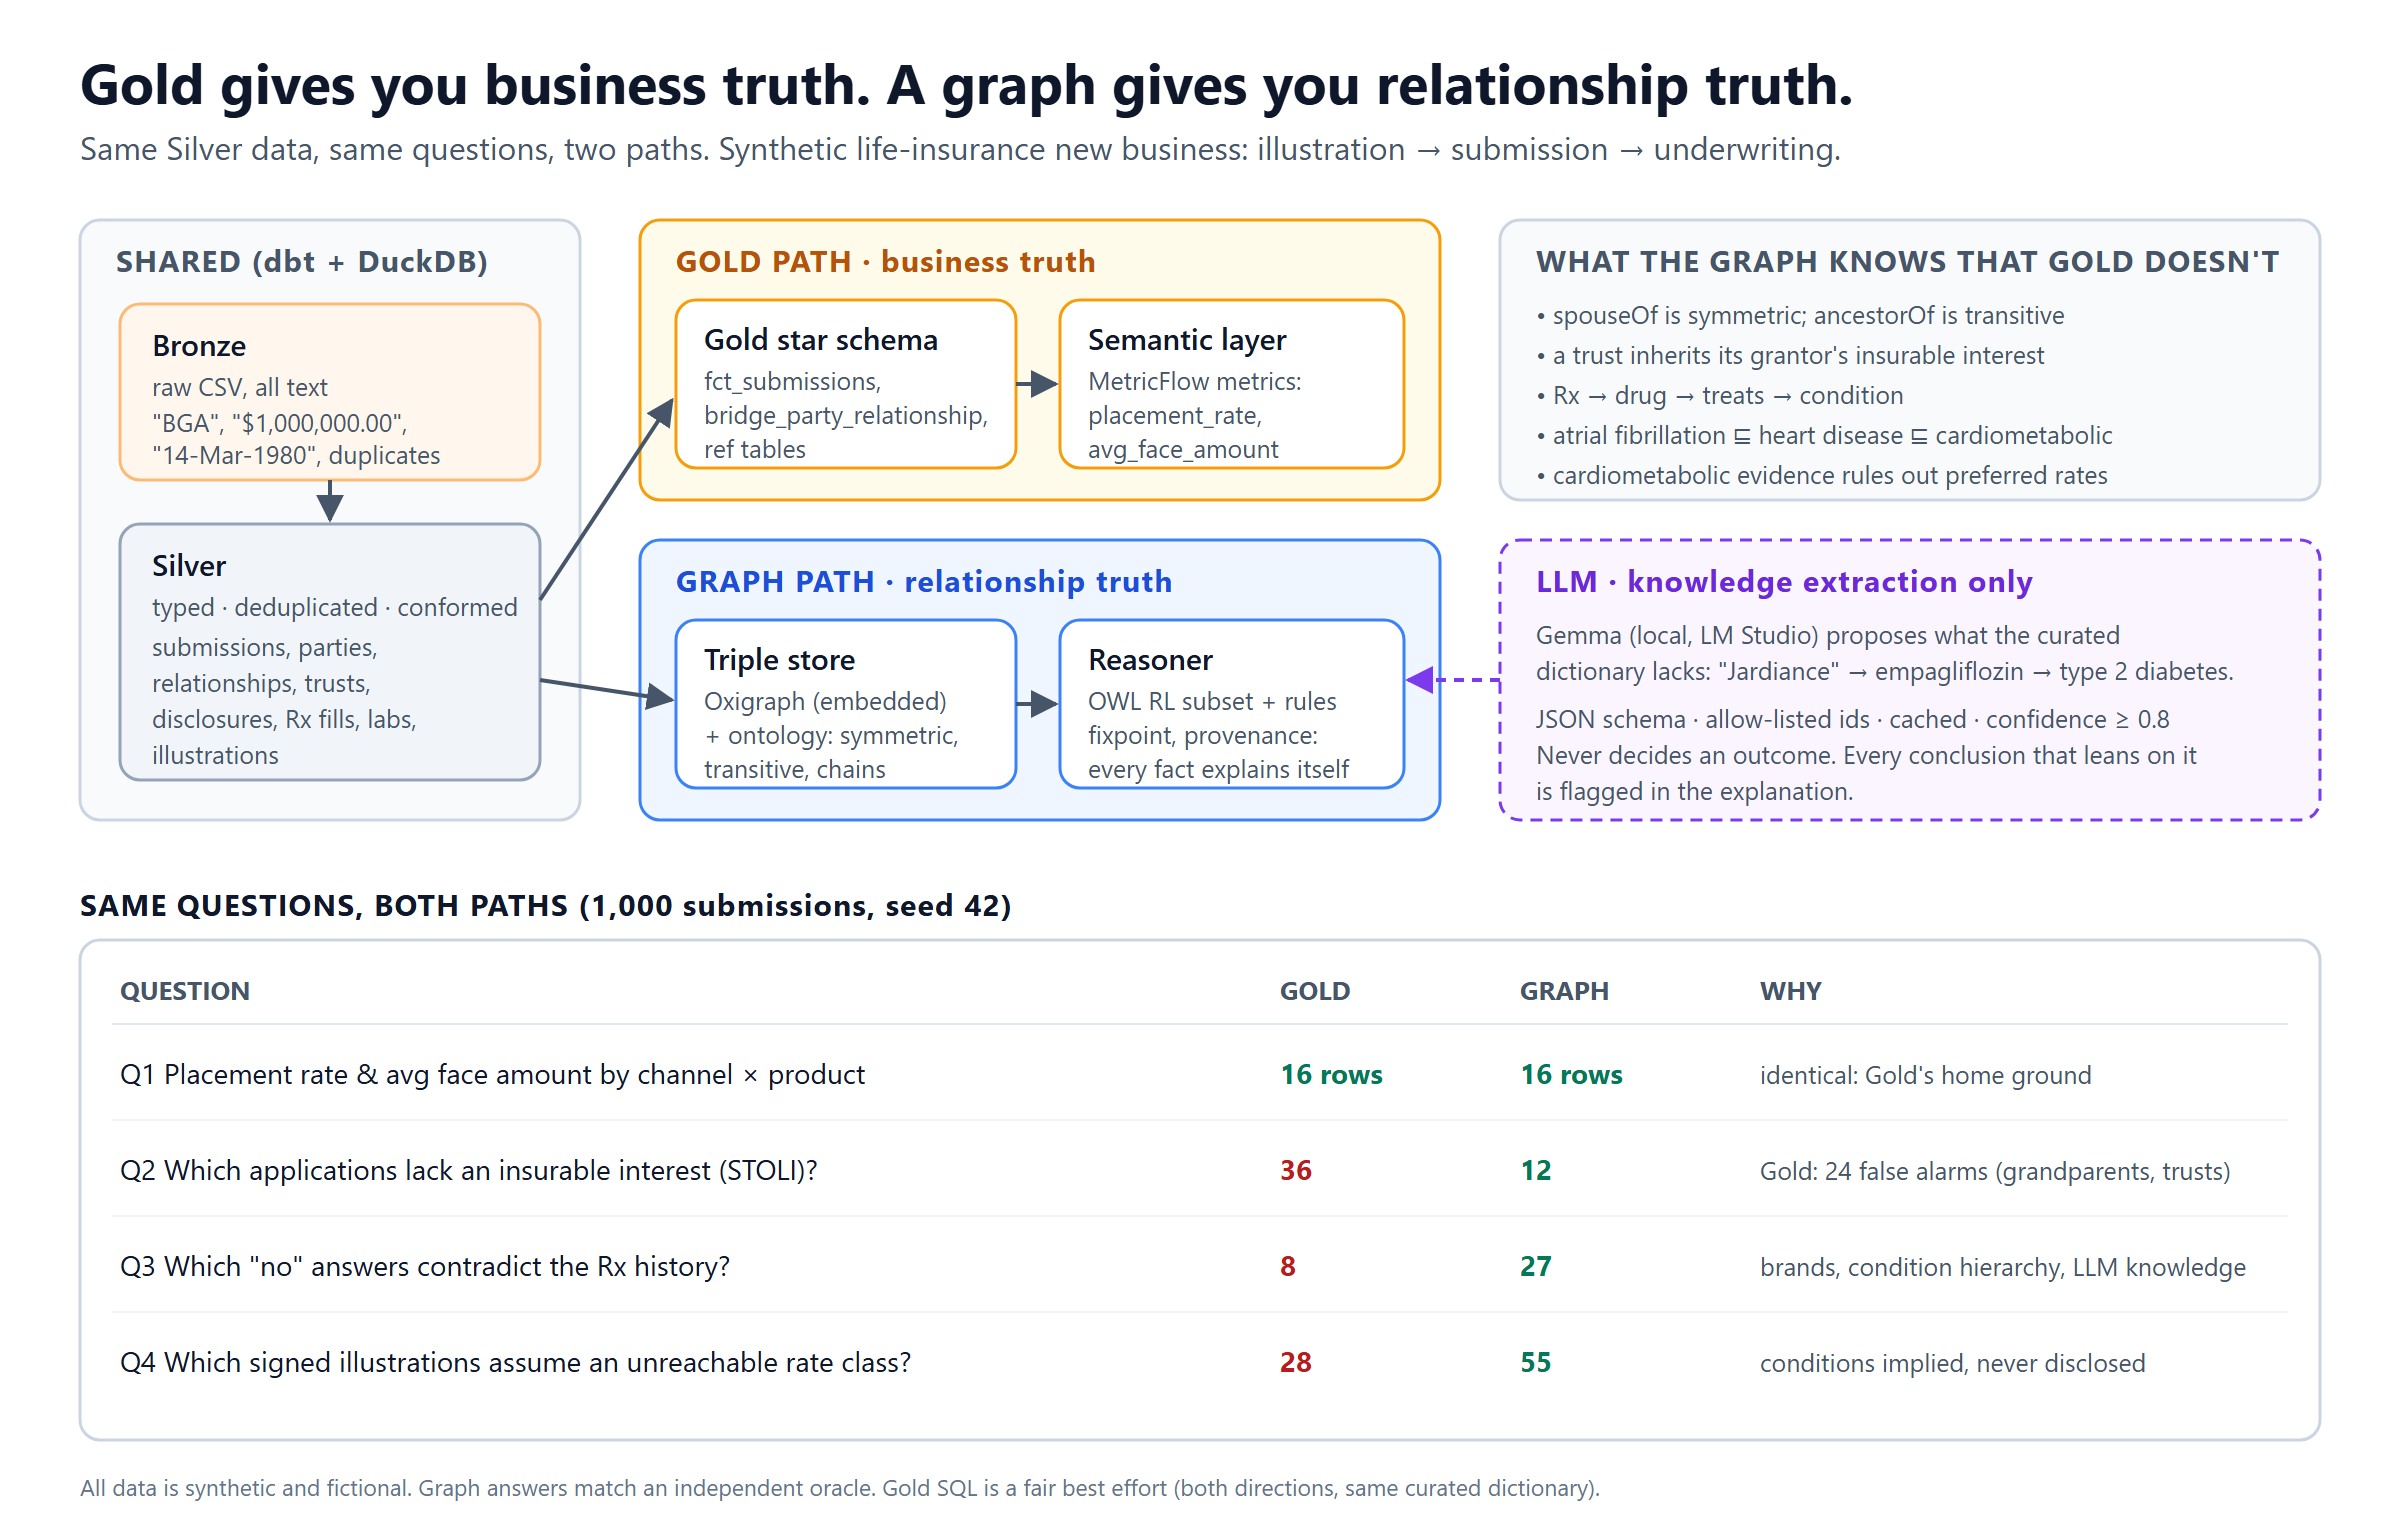 Gold gives you business truth. A graph gives you relationship truth.
Same Silver data, same questions, two paths. Synthetic life-insurance new business: illustration → submission → underwriting.
SHARED (dbt + DuckDB)
Bronze
raw CSV, all text
"BGA", "$1,000,000.00",
"14-Mar-1980", duplicates
Silver
typed · deduplicated · conformed
submissions, parties,
relationships, trusts,
disclosures, Rx fills, labs,
illustrations
GOLD PATH · business truth
Gold star schema
fct_submissions,
bridge_party_relationship,
ref tables
Semantic layer
MetricFlow metrics:
placement_rate,
avg_face_amount
GRAPH PATH · relationship truth
Triple store
Oxigraph (embedded)
+ ontology: symmetric,
transitive, chains
Reasoner
OWL RL subset + rules
fixpoint, provenance:
every fact explains itself
WHAT THE GRAPH KNOWS THAT GOLD DOESN'T
• spouseOf is symmetric; ancestorOf is transitive
• a trust inherits its grantor's insurable interest
• Rx → drug → treats → condition
• atrial fibrillation ⊑ heart disease ⊑ cardiometabolic
• cardiometabolic evidence rules out preferred rates
LLM · knowledge extraction only
Gemma (local, LM Studio) proposes what the curated
dictionary lacks: "Jardiance" → empagliflozin → type 2 diabetes.
JSON schema · allow-listed ids · cached · confidence ≥ 0.8
Never decides an outcome. Every conclusion that leans on it
is flagged in the explanation.
SAME QUESTIONS, BOTH PATHS (1,000 submissions, seed 42)
QUESTION GOLD GRAPH WHY
Q1 Placement rate & avg face amount by channel × product 16 rows 16 rows identical: Gold's home ground
Q2 Which applications lack an insurable interest (STOLI)? 36 12 Gold: 24 false alarms (grandparents, trusts)
Q3 Which "no" answers contradict the Rx history? 8 27 brands, condition hierarchy, LLM knowledge
Q4 Which signed illustrations assume an unreachable rate class? 28 55 conditions implied, never disclosed
All data is synthetic and fictional. Graph answers match an independent oracle. Gold SQL is a fair best effort (both directions, same curated dictionary).